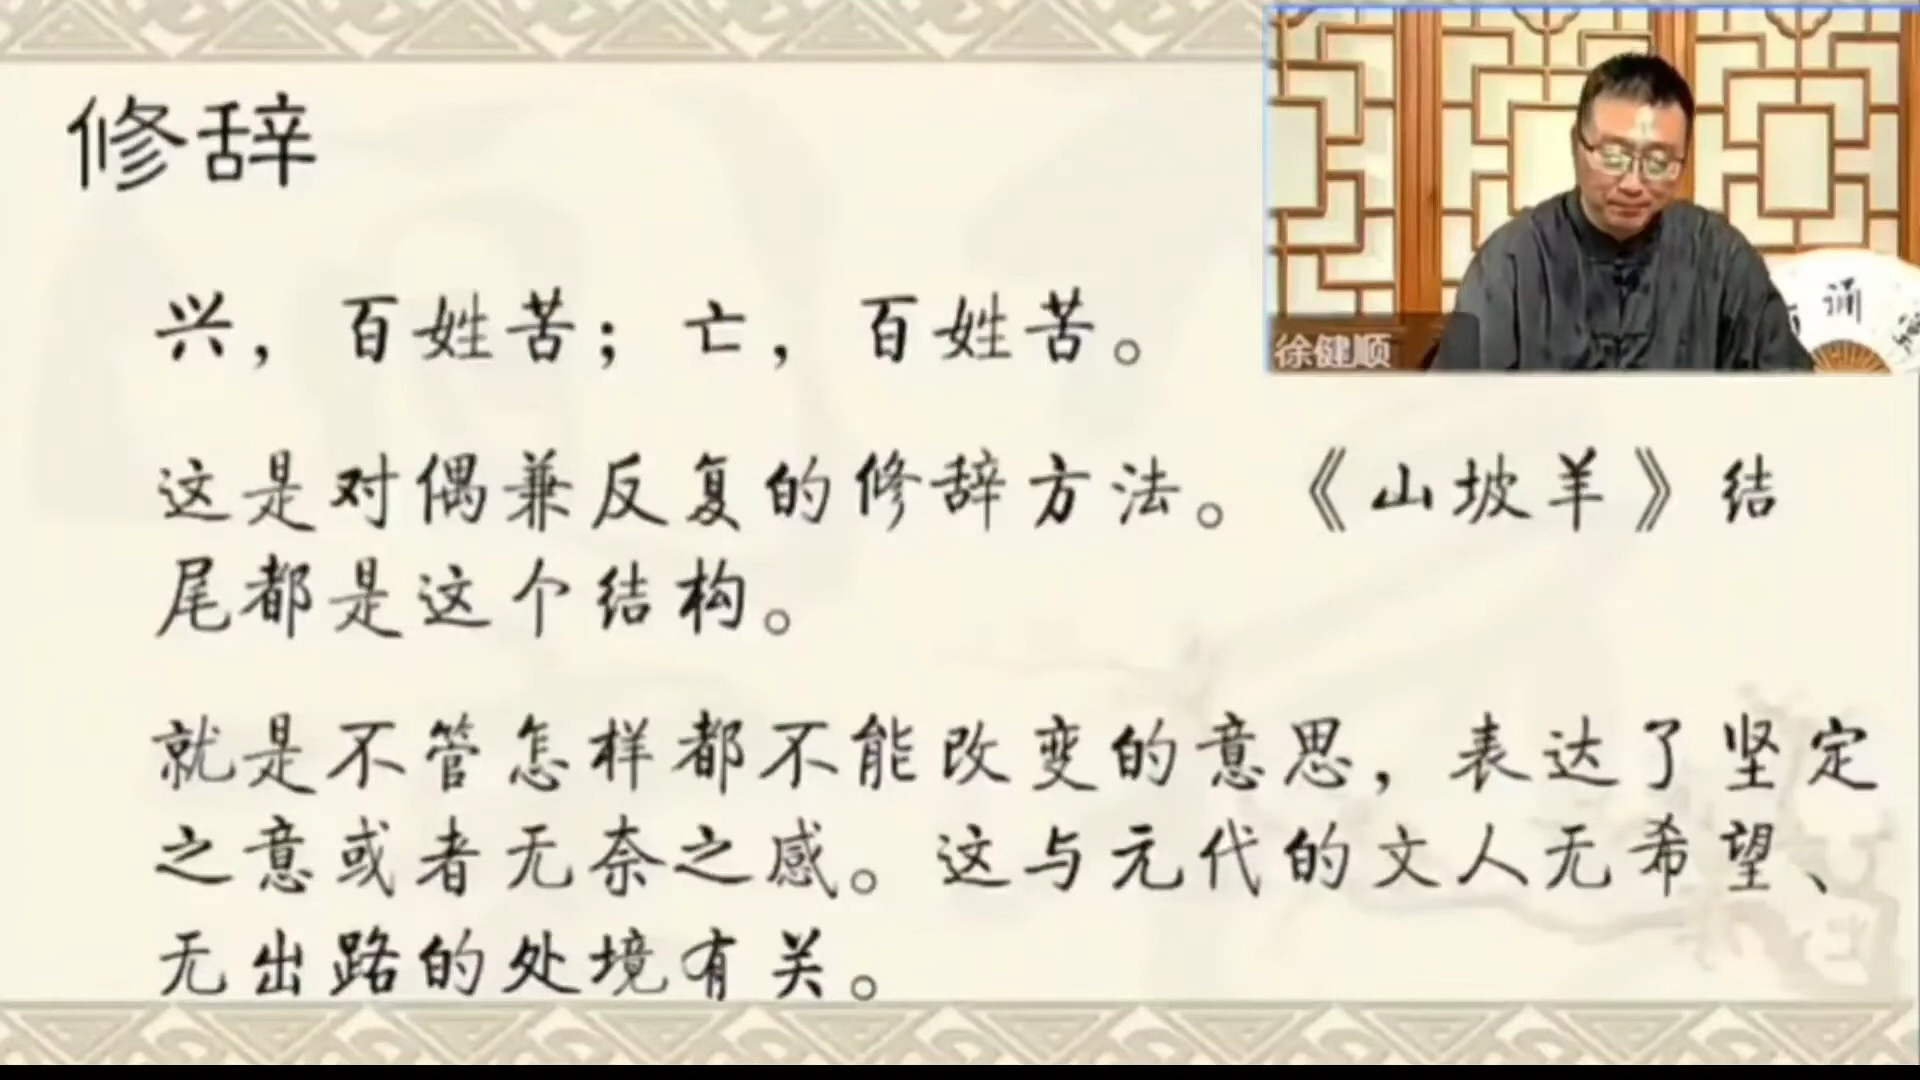 修辞
兴，百姓苦；亡，百姓苦。
这是对偶兼反复的修辞方法。《山坡羊》结
尾都是这个结构。
就是不管怎样都不能改变的意思，表达了坚定
之意或者无奈之感。这与元代的文人无希望、
无出路的处境有关。
徐健顺
诵